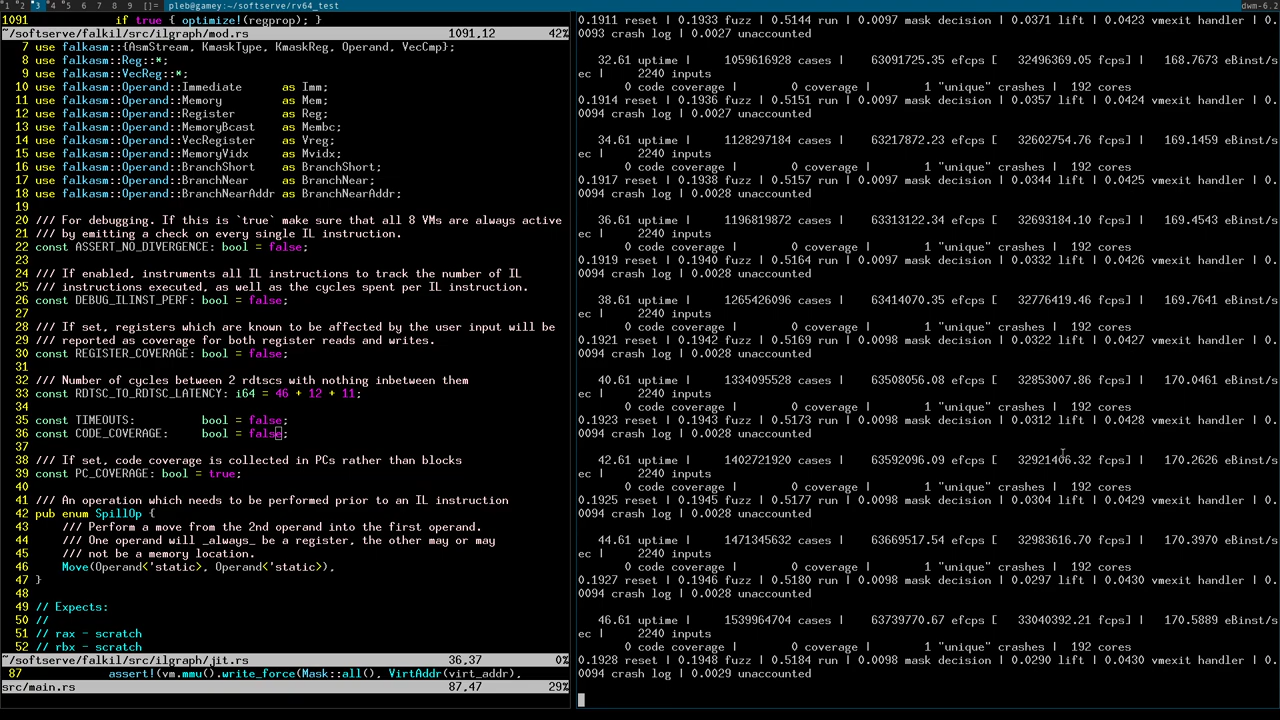 1 2 3 4 5 6 7 8 9 []= pleb@gamey:~/softserve/rv64_test dwm-6.2
1091 if true { optimize!(regprop); }
~/softserve/falkil/src/ilgraph/mod.rs 1091,12 42%
7 use falkasm::{AsmStream, KmaskType, KmaskReg, Operand, VecCmp};
8 use falkasm::Reg::*;
9 use falkasm::VecReg::*;
10 use falkasm::Operand::Immediate as Imm;
11 use falkasm::Operand::Memory as Mem;
12 use falkasm::Operand::Register as Reg;
13 use falkasm::Operand::MemoryBcast as Membc;
14 use falkasm::Operand::VecRegister as Vreg;
15 use falkasm::Operand::MemoryVidx as Mvidx;
16 use falkasm::Operand::BranchShort as BranchShort;
17 use falkasm::Operand::BranchNear as BranchNear;
18 use falkasm::Operand::BranchNearAddr as BranchNearAddr;
19
20 /// For debugging. If this is `true` make sure that all 8 VMs are always active
21 /// by emitting a check on every single IL instruction.
22 const ASSERT_NO_DIVERGENCE: bool = false;
23
24 /// If enabled, instruments all IL instructions to track the number of IL
25 /// instructions executed, as well as the cycles spent per IL instruction.
26 const DEBUG_ILINST_PERF: bool = false;
27
28 /// If set, registers which are known to be affected by the user input will be
29 /// reported as coverage for both register reads and writes.
30 const REGISTER_COVERAGE: bool = false;
31
32 /// Number of cycles between 2 rdtscs with nothing inbetween them
33 const RDTSC_TO_RDTSC_LATENCY: i64 = 46 + 12 + 11;
34
35 const TIMEOUTS: bool = false;
36 const CODE_COVERAGE: bool = false;
37
38 /// If set, code coverage is collected in PCs rather than blocks
39 const PC_COVERAGE: bool = true;
40
41 /// An operation which needs to be performed prior to an IL instruction
42 pub enum SpillOp {
43 /// Perform a move from the 2nd operand into the first operand.
44 /// One operand will _always_ be a register, the other may or may
45 /// not be a memory location.
46 Move(Operand<'static>, Operand<'static>),
47 }
48
49 // Expects:
50 //
51 // rax - scratch
52 // rbx - scratch
~/softserve/falkil/src/ilgraph/jit.rs 36,37 0%
87 assert!(vm.mmu().write_force(Mask::all(), VirtAddr(virt_addr),
src/main.rs 87,47 29%
0.1911 reset | 0.1933 fuzz | 0.5144 run | 0.0097 mask decision | 0.0371 lift | 0.0423 vmexit handler | 0.
0093 crash log | 0.0027 unaccounted
32.61 uptime | 1059616928 cases | 63091725.35 efcps [ 32496369.05 fcps] | 168.7673 eBinst/s
ec | 2240 inputs
0 code coverage | 0 coverage | 1 "unique" crashes | 192 cores
0.1914 reset | 0.1936 fuzz | 0.5151 run | 0.0097 mask decision | 0.0357 lift | 0.0424 vmexit handler | 0.
0094 crash log | 0.0027 unaccounted
34.61 uptime | 1128297184 cases | 63217872.23 efcps [ 32602754.76 fcps] | 169.1459 eBinst/s
ec | 2240 inputs
0 code coverage | 0 coverage | 1 "unique" crashes | 192 cores
0.1917 reset | 0.1938 fuzz | 0.5157 run | 0.0097 mask decision | 0.0344 lift | 0.0425 vmexit handler | 0.
0094 crash log | 0.0028 unaccounted
36.61 uptime | 1196819872 cases | 63313122.34 efcps [ 32693184.10 fcps] | 169.4543 eBinst/s
ec | 2240 inputs
0 code coverage | 0 coverage | 1 "unique" crashes | 192 cores
0.1919 reset | 0.1940 fuzz | 0.5164 run | 0.0097 mask decision | 0.0332 lift | 0.0426 vmexit handler | 0.
0094 crash log | 0.0028 unaccounted
38.61 uptime | 1265426096 cases | 63414070.35 efcps [ 32776419.46 fcps] | 169.7641 eBinst/s
ec | 2240 inputs
0 code coverage | 0 coverage | 1 "unique" crashes | 192 cores
0.1921 reset | 0.1942 fuzz | 0.5169 run | 0.0098 mask decision | 0.0322 lift | 0.0427 vmexit handler | 0.
0094 crash log | 0.0028 unaccounted
40.61 uptime | 1334095528 cases | 63508056.08 efcps [ 32853007.86 fcps] | 170.0461 eBinst/s
ec | 2240 inputs
0 code coverage | 0 coverage | 1 "unique" crashes | 192 cores
0.1923 reset | 0.1943 fuzz | 0.5173 run | 0.0098 mask decision | 0.0312 lift | 0.0428 vmexit handler | 0.
0094 crash log | 0.0028 unaccounted
42.61 uptime | 1402721920 cases | 63592096.09 efcps [ 32921406.32 fcps] | 170.2626 eBinst/s
ec | 2240 inputs
0 code coverage | 0 coverage | 1 "unique" crashes | 192 cores
0.1925 reset | 0.1945 fuzz | 0.5177 run | 0.0098 mask decision | 0.0304 lift | 0.0429 vmexit handler | 0.
0094 crash log | 0.0028 unaccounted
44.61 uptime | 1471345632 cases | 63669517.54 efcps [ 32983616.70 fcps] | 170.3970 eBinst/s
ec | 2240 inputs
0 code coverage | 0 coverage | 1 "unique" crashes | 192 cores
0.1927 reset | 0.1946 fuzz | 0.5180 run | 0.0098 mask decision | 0.0297 lift | 0.0430 vmexit handler | 0.
0094 crash log | 0.0028 unaccounted
46.61 uptime | 1539964704 cases | 63739770.67 efcps [ 33040392.21 fcps] | 170.5889 eBinst/s
ec | 2240 inputs
0 code coverage | 0 coverage | 1 "unique" crashes | 192 cores
0.1928 reset | 0.1948 fuzz | 0.5184 run | 0.0098 mask decision | 0.0290 lift | 0.0430 vmexit handler | 0.
0094 crash log | 0.0029 unaccounted